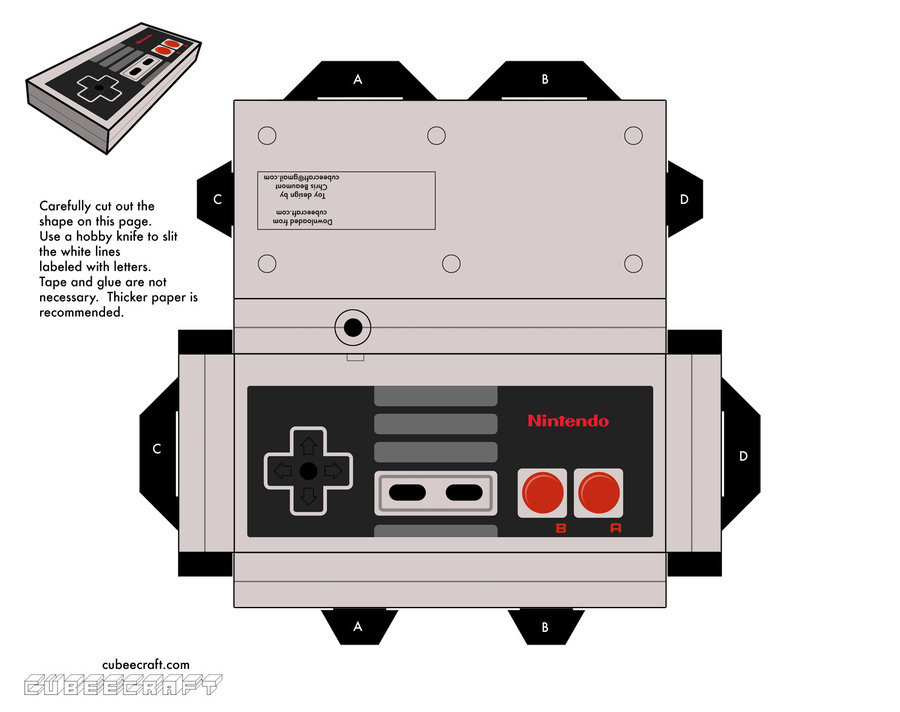 A
B
C
D
cubeecraft@gmail.com
Chris Beaumont
Toy design by
cubeecraft.com
Downloaded from
Carefully cut out the
shape on this page.
Use a hobby knife to slit
the white lines
labeled with letters.
Tape and glue are not
necessary. Thicker paper is
recommended.
Nintendo
C
D
B
A
A
B
cubeecraft.com
CUBEECRAFT